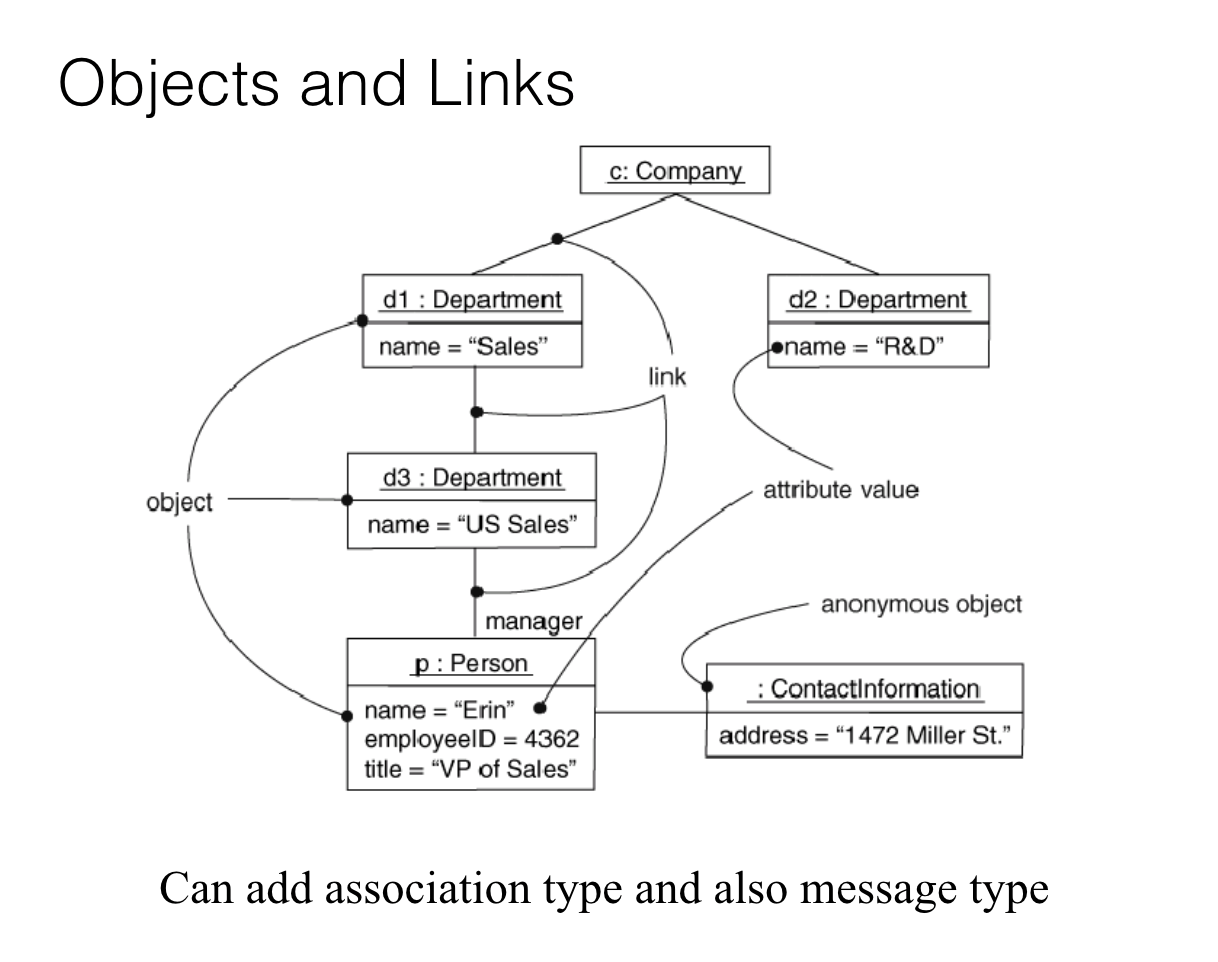 Objects and Links
c: Company
d1 : Department
name = “Sales”
d2 : Department
name = “R&D”
link
d3 : Department
name = “US Sales”
object
attribute value
manager
anonymous object
p : Person
name = “Erin”
employeeID = 4362
title = “VP of Sales”
: ContactInformation
address = “1472 Miller St.”
Can add association type and also message type